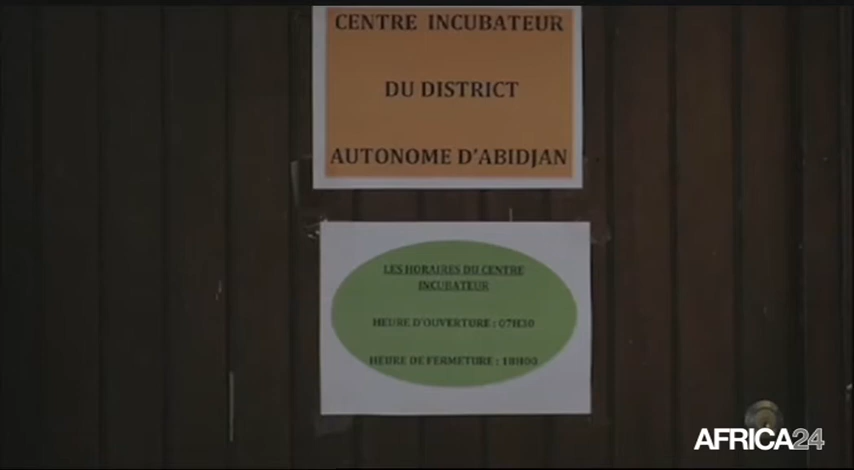 CENTRE INCUBATEUR
DU DISTRICT
AUTONOME D'ABIDJAN
LES HORAIRES DU CENTRE
INCUBATEUR
HEURE D'OUVERTURE : 07H30
HEURE DE FERMETURE : 18H00
AFRICA24